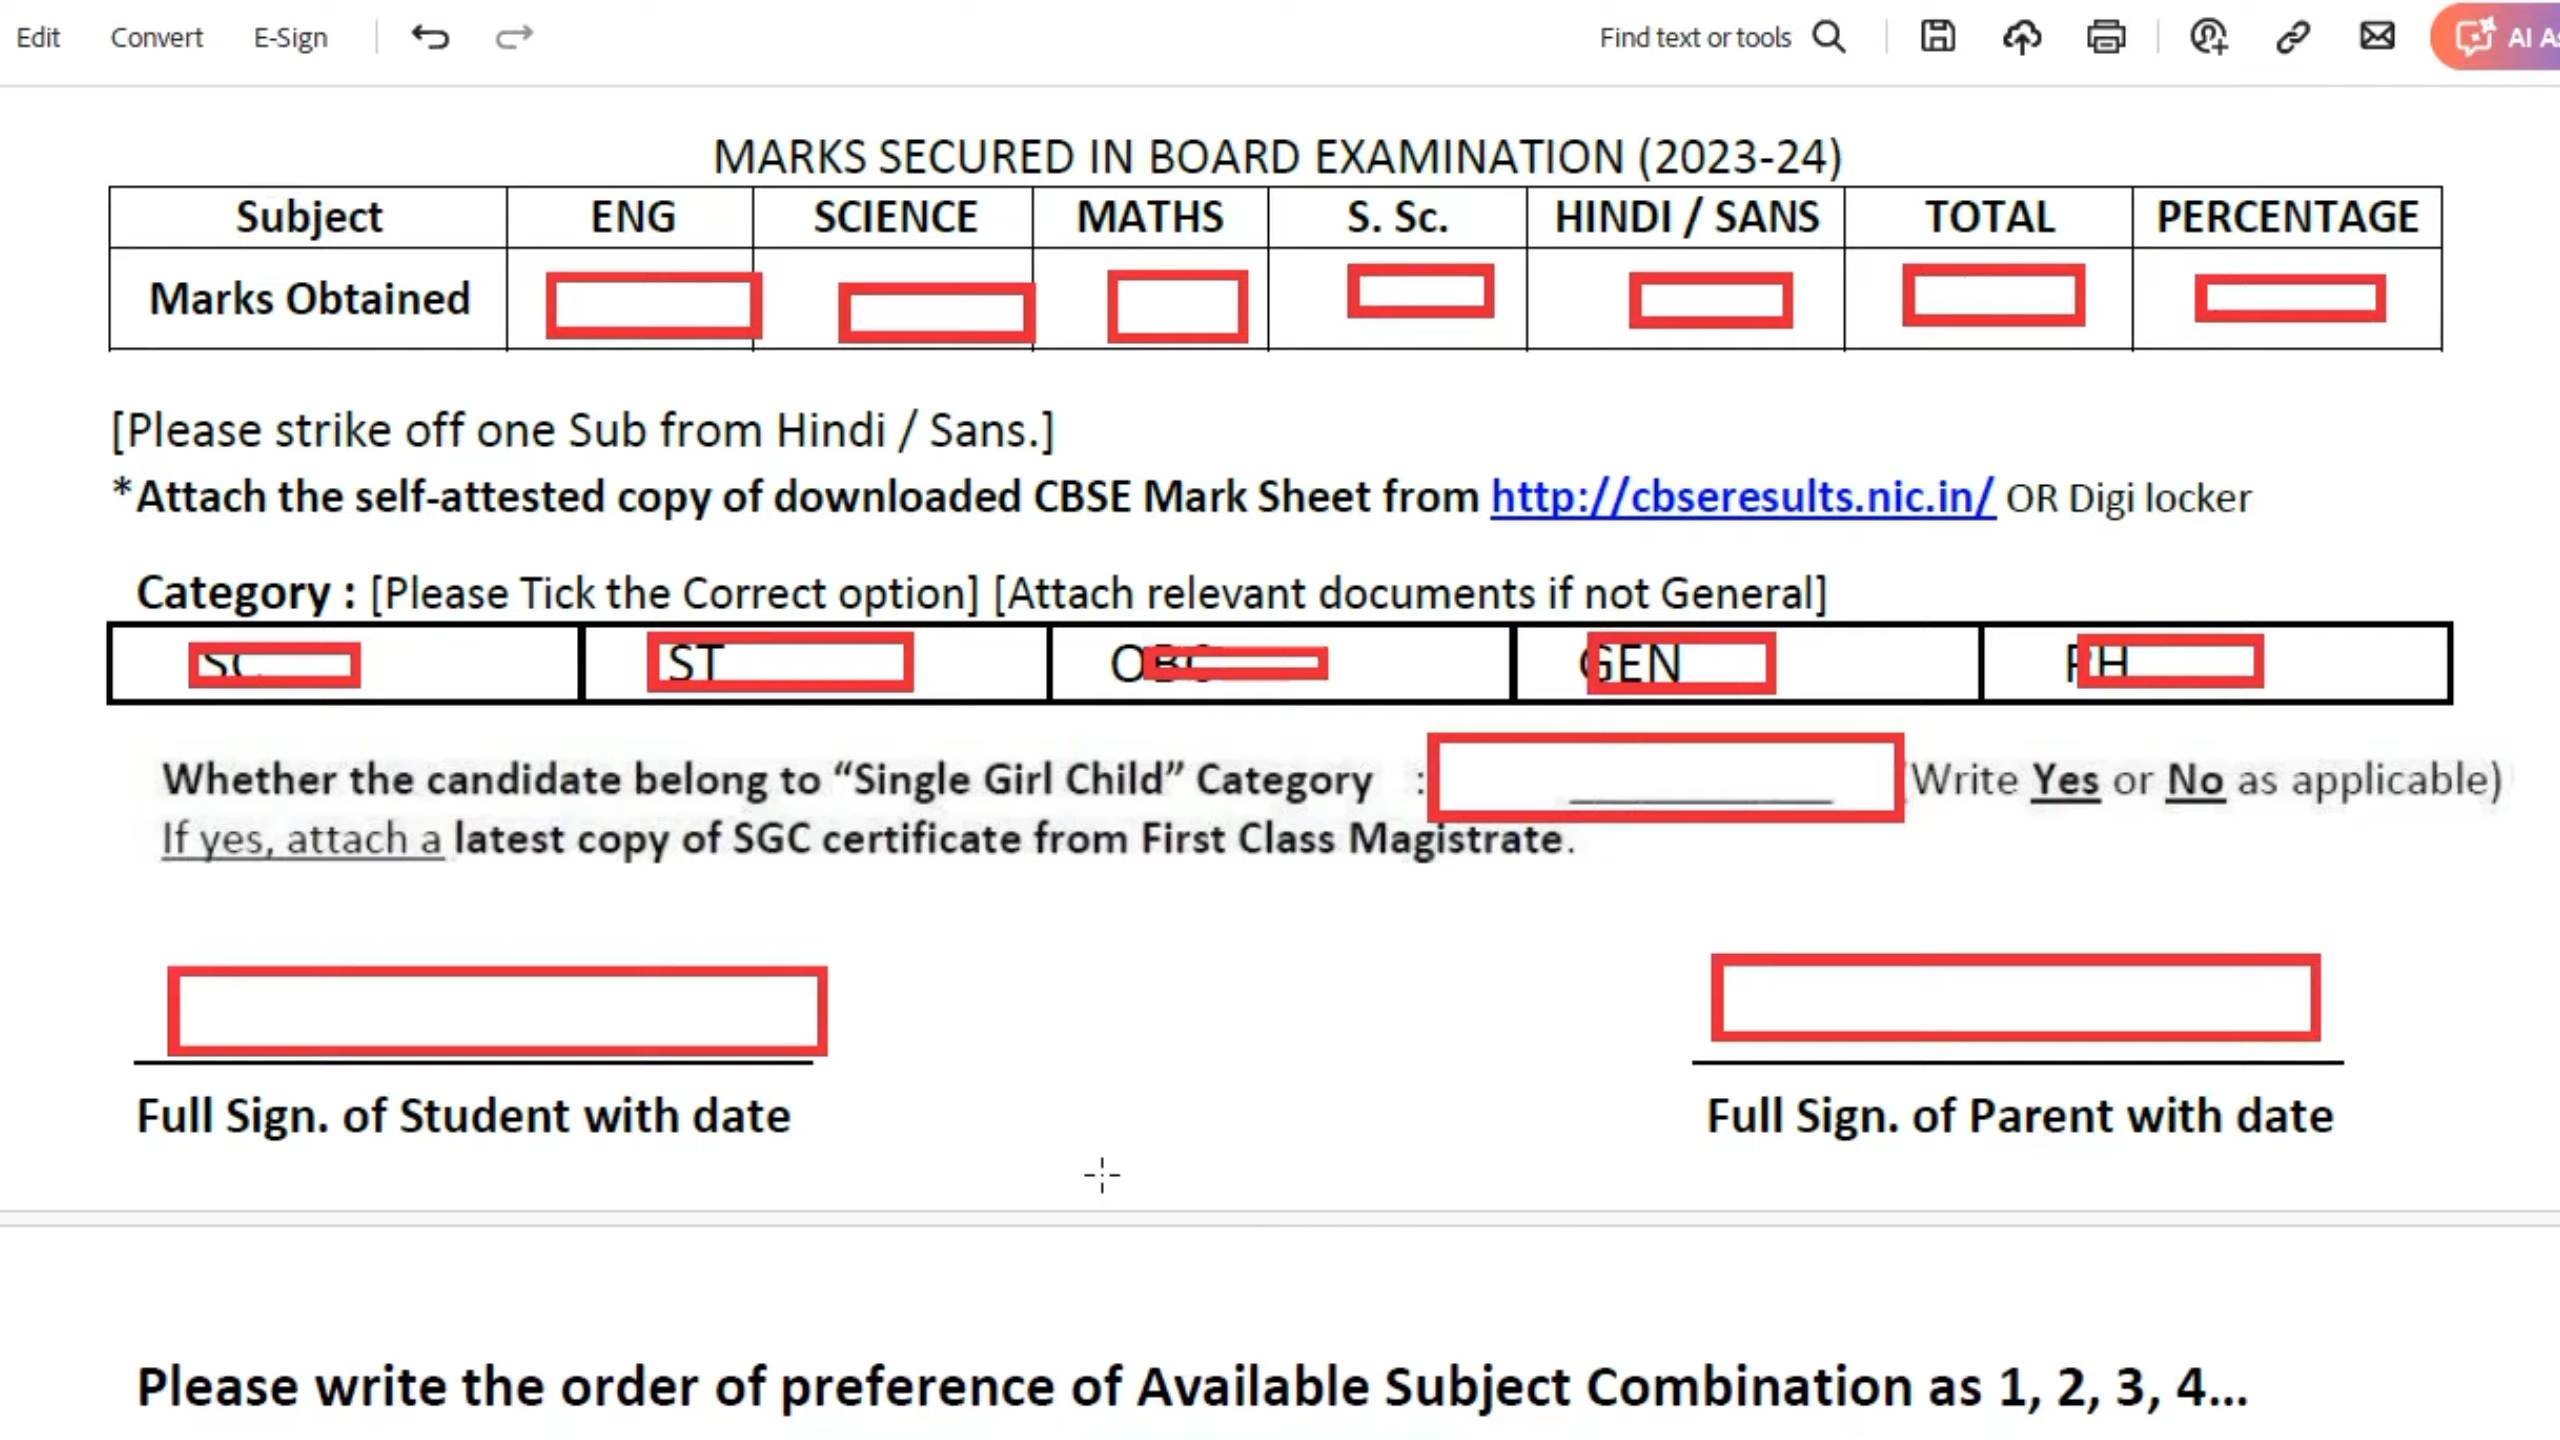 Edit Convert E-Sign Find text or tools
MARKS SECURED IN BOARD EXAMINATION (2023-24)
Subject ENG SCIENCE MATHS S. Sc. HINDI / SANS TOTAL PERCENTAGE
Marks Obtained
[Please strike off one Sub from Hindi / Sans.]
*Attach the self-attested copy of downloaded CBSE Mark Sheet from http://cbseresults.nic.in/ OR Digi locker
Category : [Please Tick the Correct option] [Attach relevant documents if not General]
SC ST OBC GEN PH
Whether the candidate belong to “Single Girl Child” Category : (Write Yes or No as applicable)
If yes, attach a latest copy of SGC certificate from First Class Magistrate.
Full Sign. of Student with date Full Sign. of Parent with date
Please write the order of preference of Available Subject Combination as 1, 2, 3, 4...